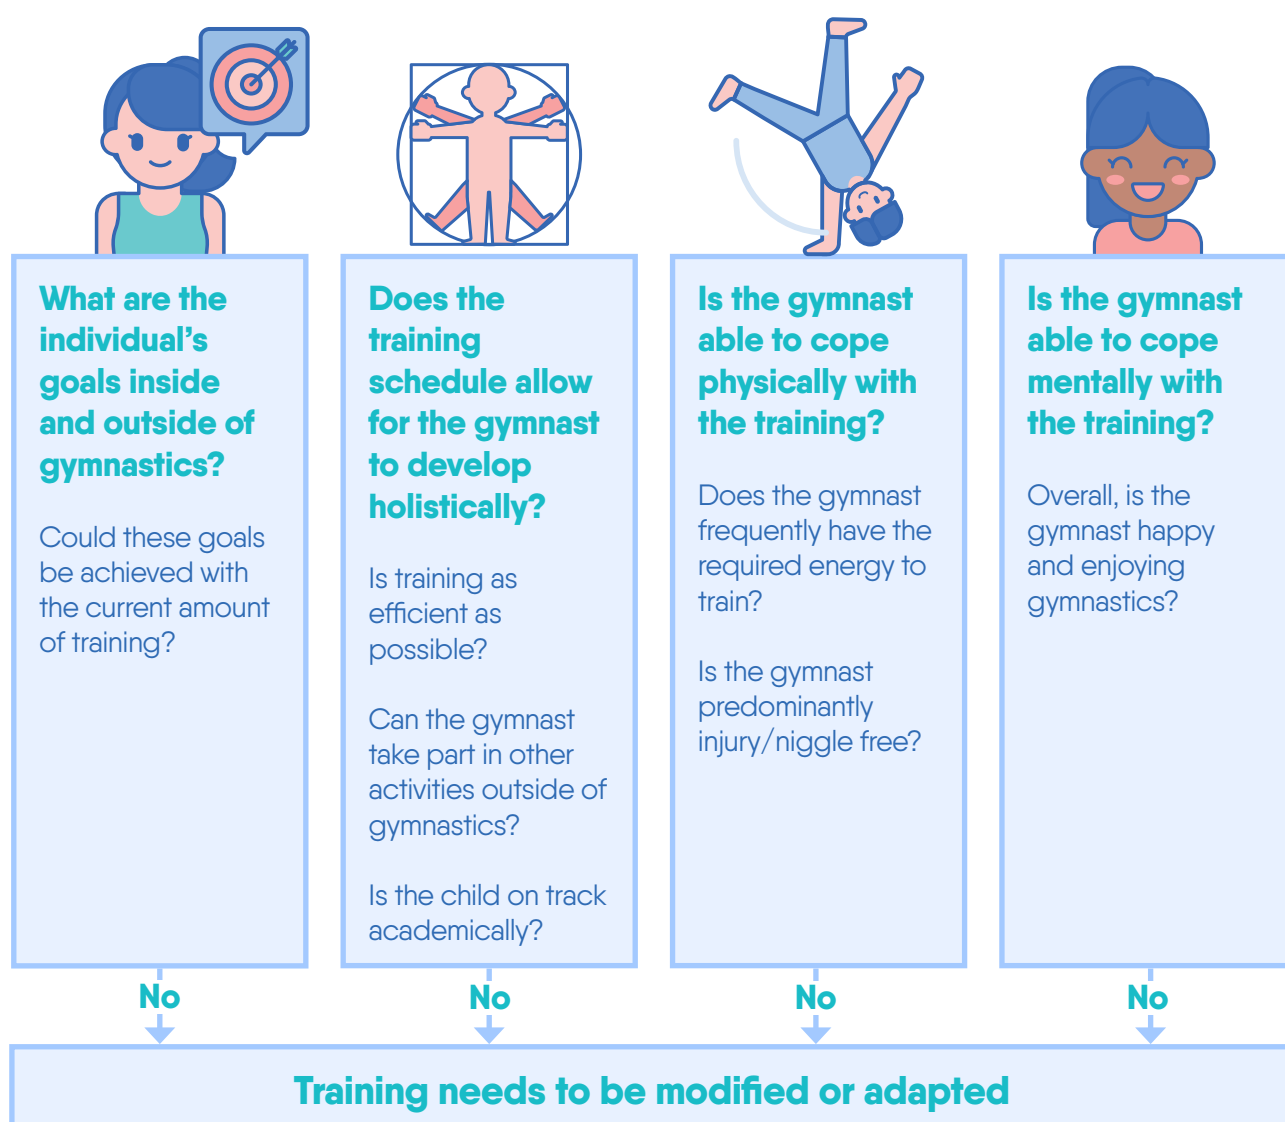 What are the
individual’s
goals inside
and outside of
gymnastics?
Could these goals
be achieved with
the current amount
of training?
Does the
training
schedule allow
for the gymnast
to develop
holistically?
Is training as
efficient as
possible?
Can the gymnast
take part in other
activities outside of
gymnastics?
Is the child on track
academically?
Is the gymnast
able to cope
physically with
the training?
Does the gymnast
frequently have the
required energy to
train?
Is the gymnast
predominantly
injury/niggle free?
Is the gymnast
able to cope
mentally with
the training?
Overall, is the
gymnast happy
and enjoying
gymnastics?
No
No
No
No
Training needs to be modified or adapted